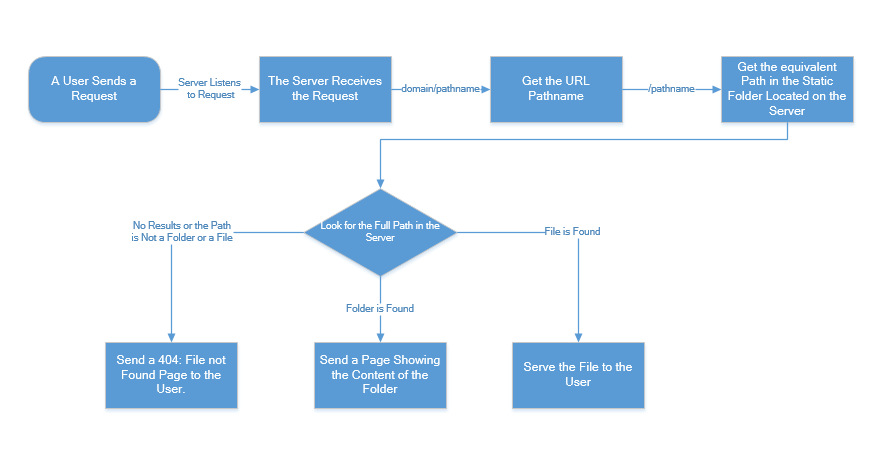 A User Sends a
Request
Server Listens
to Request
The Server Receives
the Request
domain/pathname
Get the URL
Pathname
/pathname
Get the equivalent
Path in the Static
Folder Located on the
Server
Look for the Full Path in the
Server
No Results or the Path
is Not a Folder or a File
File is Found
Folder is Found
Send a 404: File not
Found Page to the
User.
Send a Page Showing
the Content of the
Folder
Serve the File to the
User